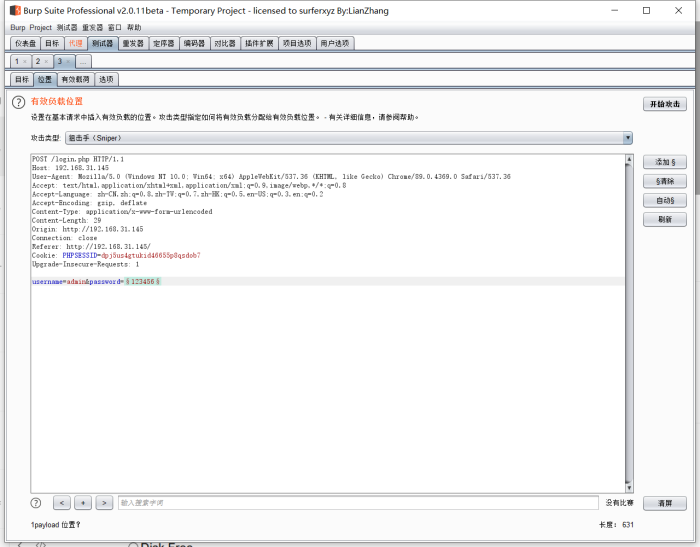 Burp Suite Professional v2.0.11beta - Temporary Project - licensed to surferxyz By:LianZhang
Burp Project 测试器 重发器 窗口 帮助
仪表盘 目标 代理 测试器 重发器 定序器 编码器 对比器 插件扩展 项目选项 用户选项
1 × 2 × 3 × ...
目标 位置 有效载荷 选项
? 有效负载位置 开始攻击
设置在基本请求中插入有效负载的位置。攻击类型指定如何将有效负载分配给有效负载位置。 - 有关详细信息，请参阅帮助。
攻击类型: 狙击手（Sniper）
POST /login.php HTTP/1.1
Host: 192.168.31.145
User-Agent: Mozilla/5.0 (Windows NT 10.0; Win64; x64) AppleWebKit/537.36 (KHTML, like Gecko) Chrome/89.0.4369.0 Safari/537.36
Accept: text/html,application/xhtml+xml,application/xml;q=0.9,image/webp,*/*;q=0.8
Accept-Language: zh-CN,zh;q=0.8,zh-TW;q=0.7,zh-HK;q=0.5,en-US;q=0.3,en;q=0.2
Accept-Encoding: gzip, deflate
Content-Type: application/x-www-form-urlencoded
Content-Length: 29
Origin: http://192.168.31.145
Connection: close
Referer: http://192.168.31.145/
Cookie: PHPSESSID=dpj5us4gtukid46655p8qsdob7
Upgrade-Insecure-Requests: 1
username=admin&password=§123456§
添加 §
§清除
自动§
刷新
? < + > 输入搜索字词 没有比赛 清屏
1payload 位置? 长度: 631
Disk Free